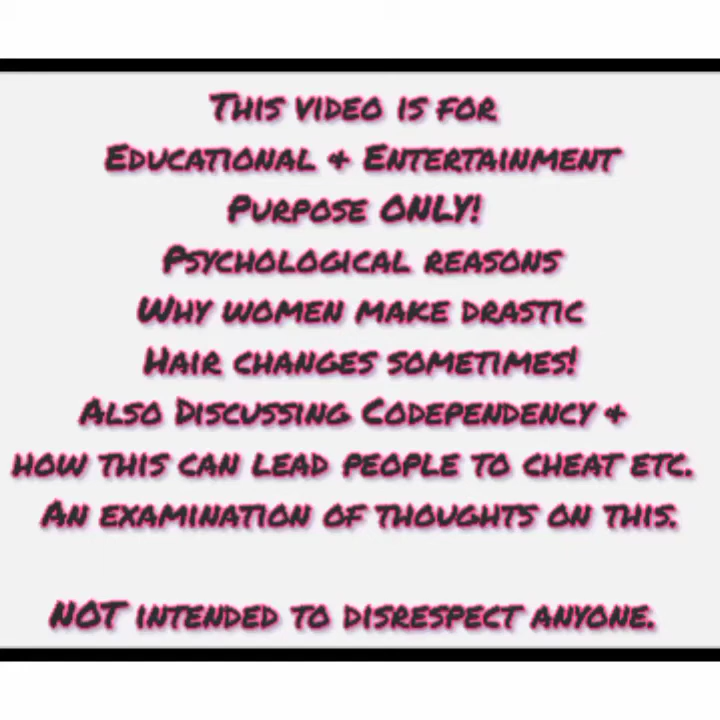 This video is for
Educational & Entertainment
Purpose ONLY!
Psychological reasons
Why women make drastic
Hair changes sometimes!
Also Discussing Codependency &
how this can lead people to cheat etc.
An examination of thoughts on this.
NOT intended to disrespect anyone.